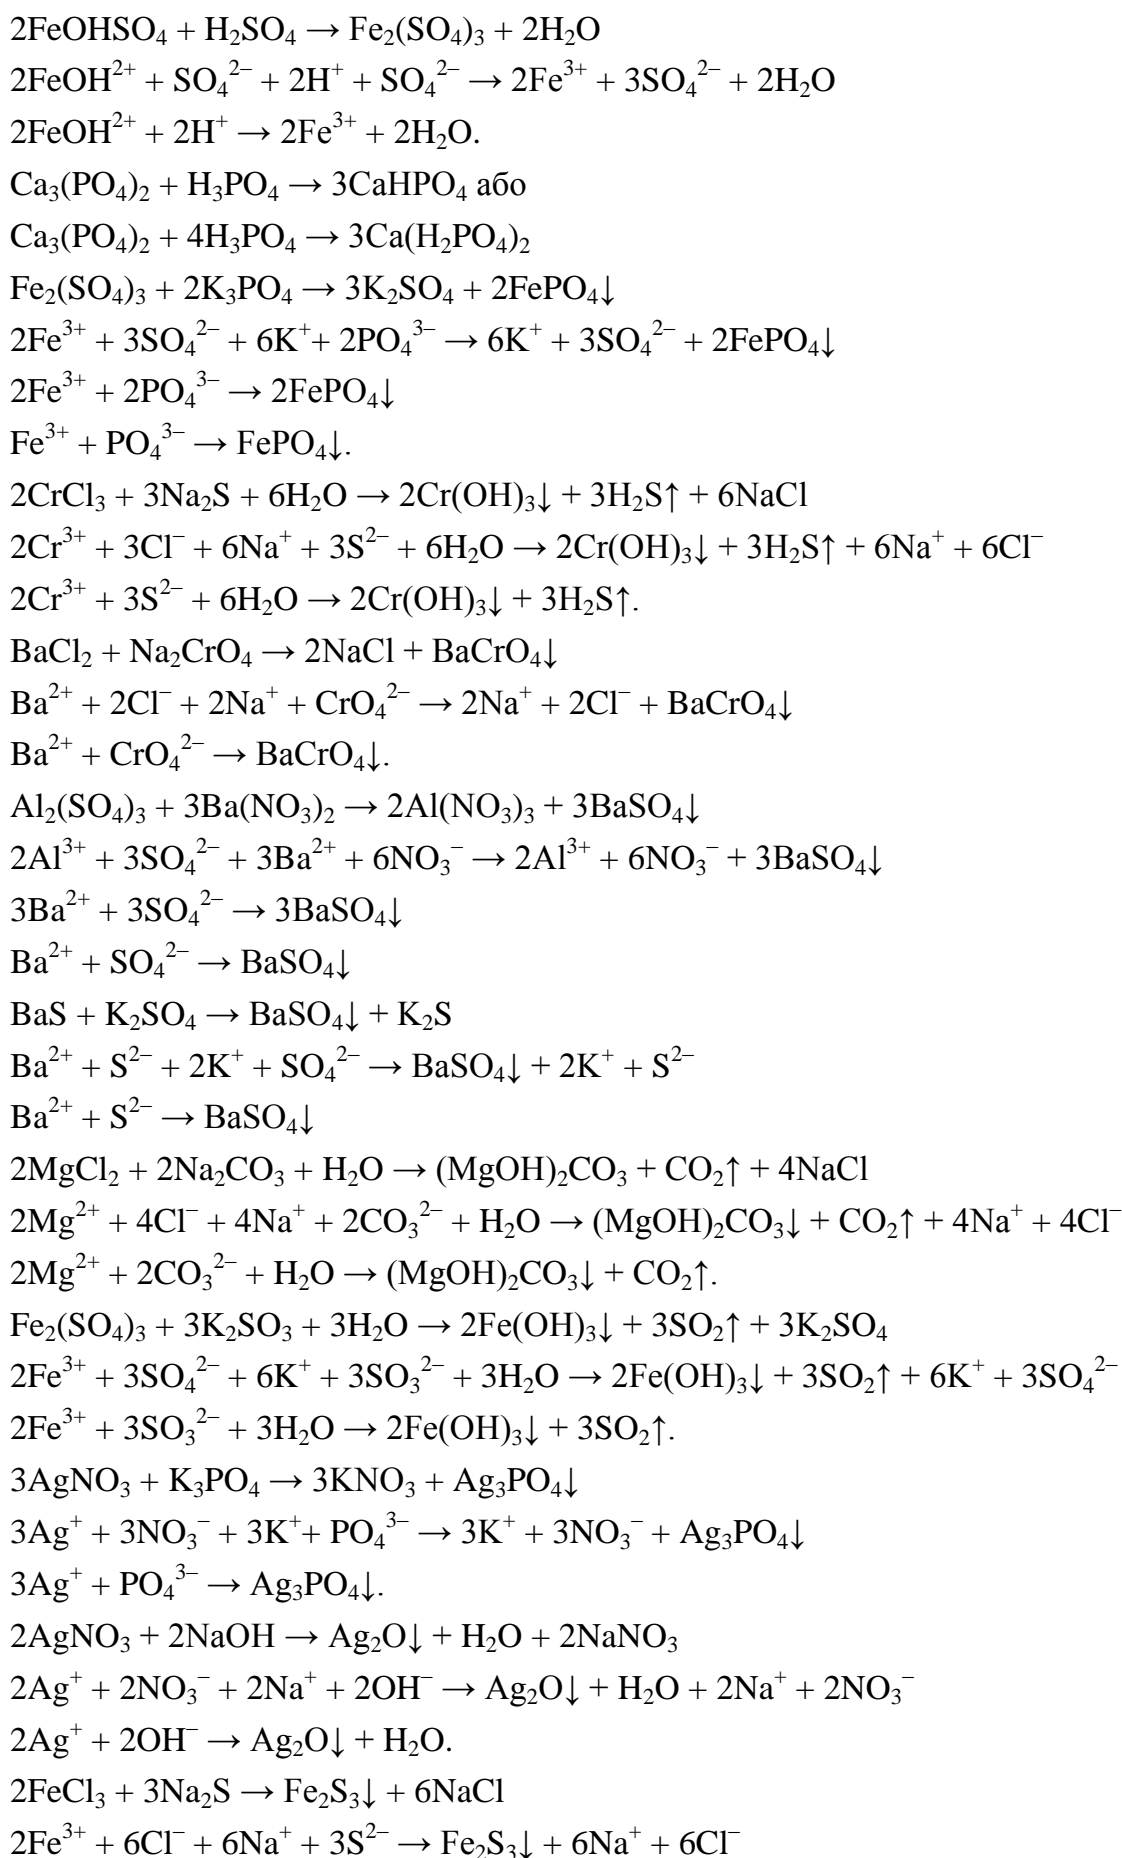 2FeOHSO₄ + H₂SO₄ → Fe₂(SO₄)₃ + 2H₂O
2FeOH²⁺ + SO₄²⁻ + 2H⁺ + SO₄²⁻ → 2Fe³⁺ + 3SO₄²⁻ + 2H₂O
2FeOH²⁺ + 2H⁺ → 2Fe³⁺ + 2H₂O.
Ca₃(PO₄)₂ + H₃PO₄ → 3CaHPO₄ або
Ca₃(PO₄)₂ + 4H₃PO₄ → 3Ca(H₂PO₄)₂
Fe₂(SO₄)₃ + 2K₃PO₄ → 3K₂SO₄ + 2FePO₄↓
2Fe³⁺ + 3SO₄²⁻ + 6K⁺+ 2PO₄³⁻ → 6K⁺ + 3SO₄²⁻ + 2FePO₄↓
2Fe³⁺ + 2PO₄³⁻ → 2FePO₄↓
Fe³⁺ + PO₄³⁻ → FePO₄↓.
2CrCl₃ + 3Na₂S + 6H₂O → 2Cr(OH)₃↓ + 3H₂S↑ + 6NaCl
2Cr³⁺ + 3Cl⁻ + 6Na⁺ + 3S²⁻ + 6H₂O → 2Cr(OH)₃↓ + 3H₂S↑ + 6Na⁺ + 6Cl⁻
2Cr³⁺ + 3S²⁻ + 6H₂O → 2Cr(OH)₃↓ + 3H₂S↑.
BaCl₂ + Na₂CrO₄ → 2NaCl + BaCrO₄↓
Ba²⁺ + 2Cl⁻ + 2Na⁺ + CrO₄²⁻ → 2Na⁺ + 2Cl⁻ + BaCrO₄↓
Ba²⁺ + CrO₄²⁻ → BaCrO₄↓.
Al₂(SO₄)₃ + 3Ba(NO₃)₂ → 2Al(NO₃)₃ + 3BaSO₄↓
2Al³⁺ + 3SO₄²⁻ + 3Ba²⁺ + 6NO₃⁻ → 2Al³⁺ + 6NO₃⁻ + 3BaSO₄↓
3Ba²⁺ + 3SO₄²⁻ → 3BaSO₄↓
Ba²⁺ + SO₄²⁻ → BaSO₄↓
BaS + K₂SO₄ → BaSO₄↓ + K₂S
Ba²⁺ + S²⁻ + 2K⁺ + SO₄²⁻ → BaSO₄↓ + 2K⁺ + S²⁻
Ba²⁺ + S²⁻ → BaSO₄↓
2MgCl₂ + 2Na₂CO₃ + H₂O → (MgOH)₂CO₃ + CO₂↑ + 4NaCl
2Mg²⁺ + 4Cl⁻ + 4Na⁺ + 2CO₃²⁻ + H₂O → (MgOH)₂CO₃↓ + CO₂↑ + 4Na⁺ + 4Cl⁻
2Mg²⁺ + 2CO₃²⁻ + H₂O → (MgOH)₂CO₃↓ + CO₂↑.
Fe₂(SO₄)₃ + 3K₂SO₃ + 3H₂O → 2Fe(OH)₃↓ + 3SO₂↑ + 3K₂SO₄
2Fe³⁺ + 3SO₄²⁻ + 6K⁺ + 3SO₃²⁻ + 3H₂O → 2Fe(OH)₃↓ + 3SO₂↑ + 6K⁺ + 3SO₄²⁻
2Fe³⁺ + 3SO₃²⁻ + 3H₂O → 2Fe(OH)₃↓ + 3SO₂↑.
3AgNO₃ + K₃PO₄ → 3KNO₃ + Ag₃PO₄↓
3Ag⁺ + 3NO₃⁻ + 3K⁺+ PO₄³⁻ → 3K⁺ + 3NO₃⁻ + Ag₃PO₄↓
3Ag⁺ + PO₄³⁻ → Ag₃PO₄↓.
2AgNO₃ + 2NaOH → Ag₂O↓ + H₂O + 2NaNO₃
2Ag⁺ + 2NO₃⁻ + 2Na⁺ + 2OH⁻ → Ag₂O↓ + H₂O + 2Na⁺ + 2NO₃⁻
2Ag⁺ + 2OH⁻ → Ag₂O↓ + H₂O.
2FeCl₃ + 3Na₂S → Fe₂S₃↓ + 6NaCl
2Fe³⁺ + 6Cl⁻ + 6Na⁺ + 3S²⁻ → Fe₂S₃↓ + 6Na⁺ + 6Cl⁻